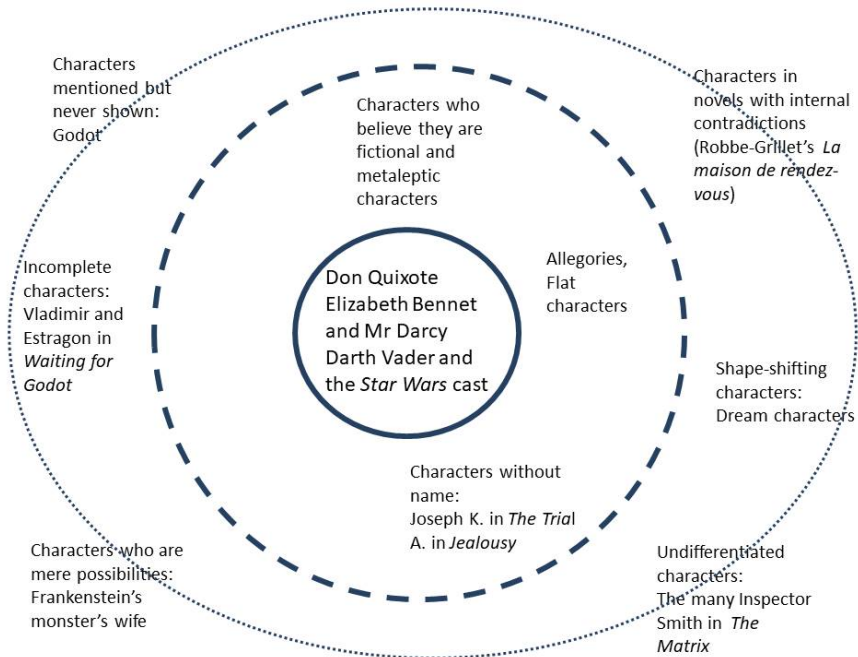 Characters
mentioned but
never shown:
Godot
Characters who
believe they are
fictional and
metaleptic
characters
Characters in
novels with internal
contradictions
(Robbe-Grillet's La
maison de rendez-
vous)
Incomplete
characters:
Vladimir and
Estragon in
Waiting for
Godot
Don Quixote
Elizabeth Bennet
and Mr Darcy
Darth Vader and
the Star Wars cast
Allegories,
Flat
characters
Shape-shifting
characters:
Dream characters
Characters without
name:
Joseph K. in The Trial
A. in Jealousy
Characters who are
mere possibilities:
Frankenstein's
monster's wife
Undifferentiated
characters:
The many Inspector
Smith in The
Matrix